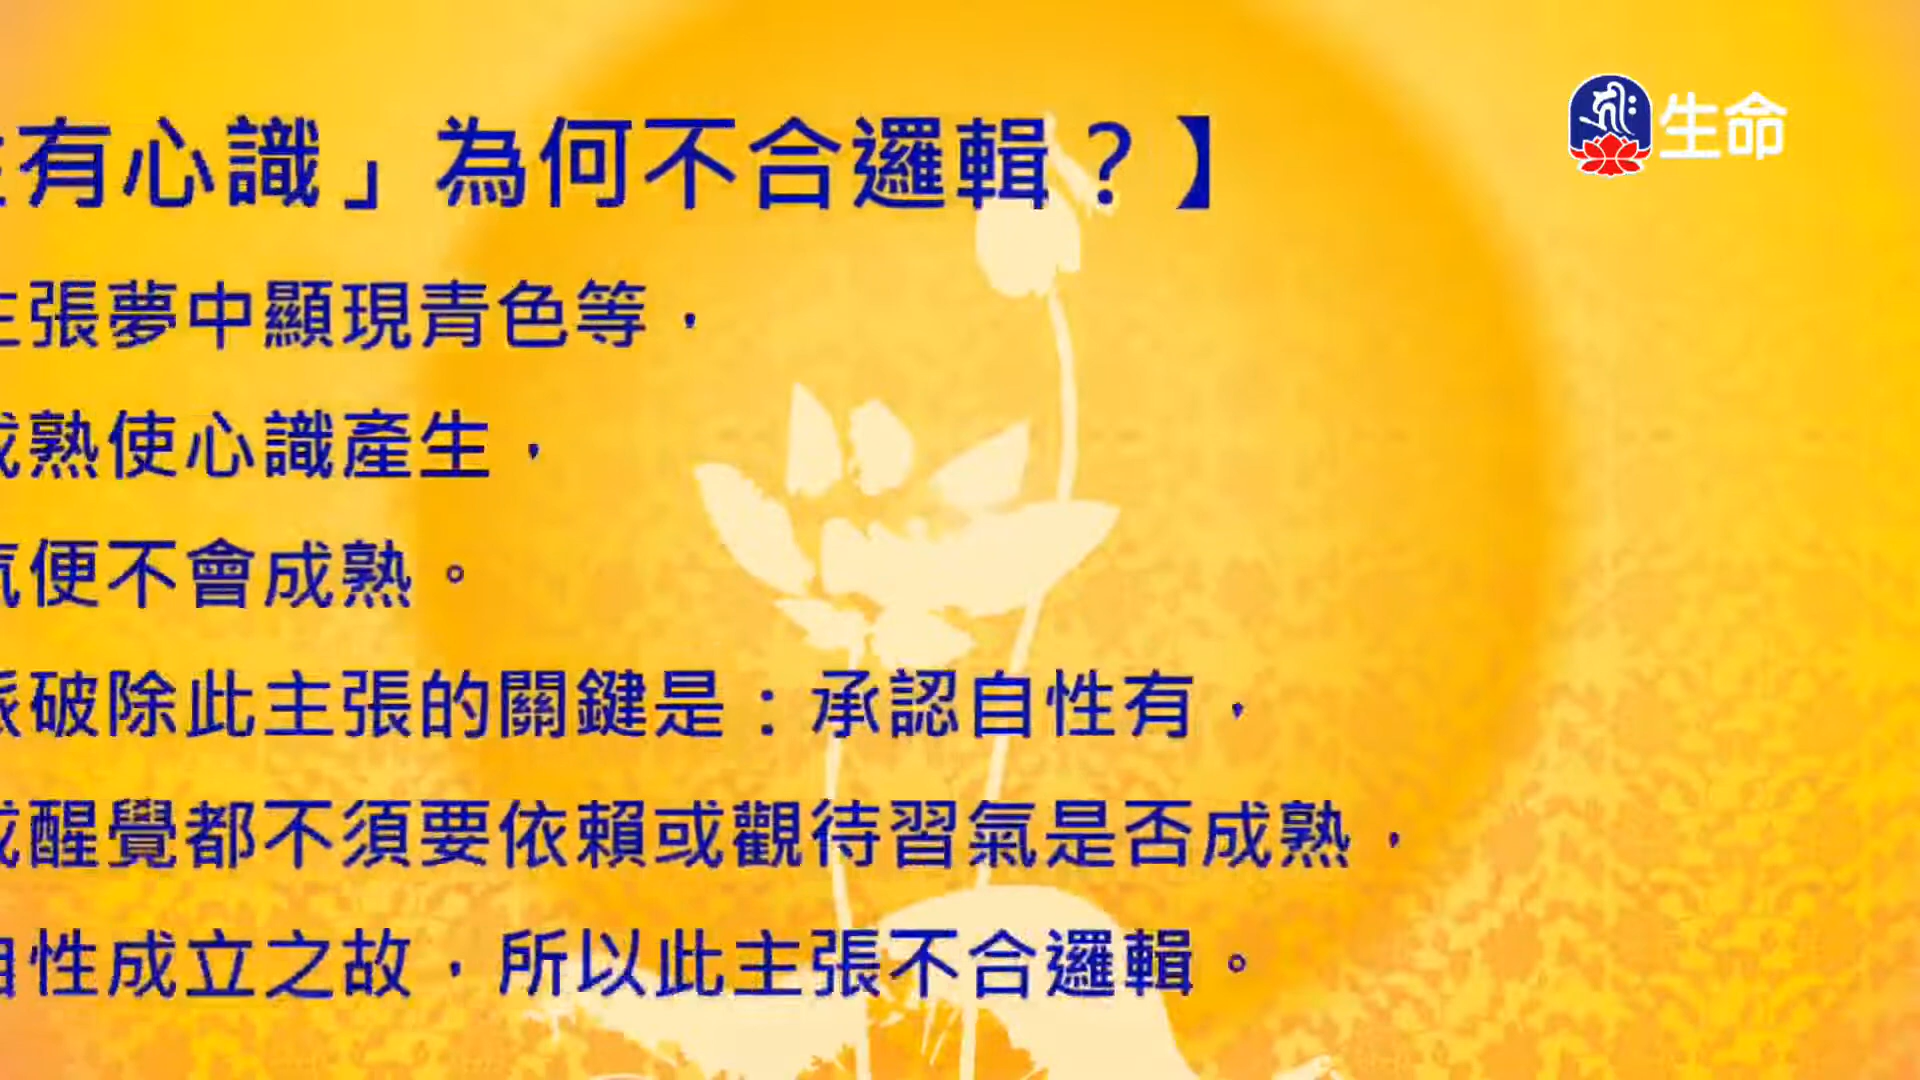 有心識」為何不合邏輯？】
生命
張夢中顯現青色等，
熟使心識產生，
便不會成熟。
破除此主張的關鍵是：承認自性有，
醒覺都不須要依賴或觀待習氣是否成熟，
性成立之故，所以此主張不合邏輯。